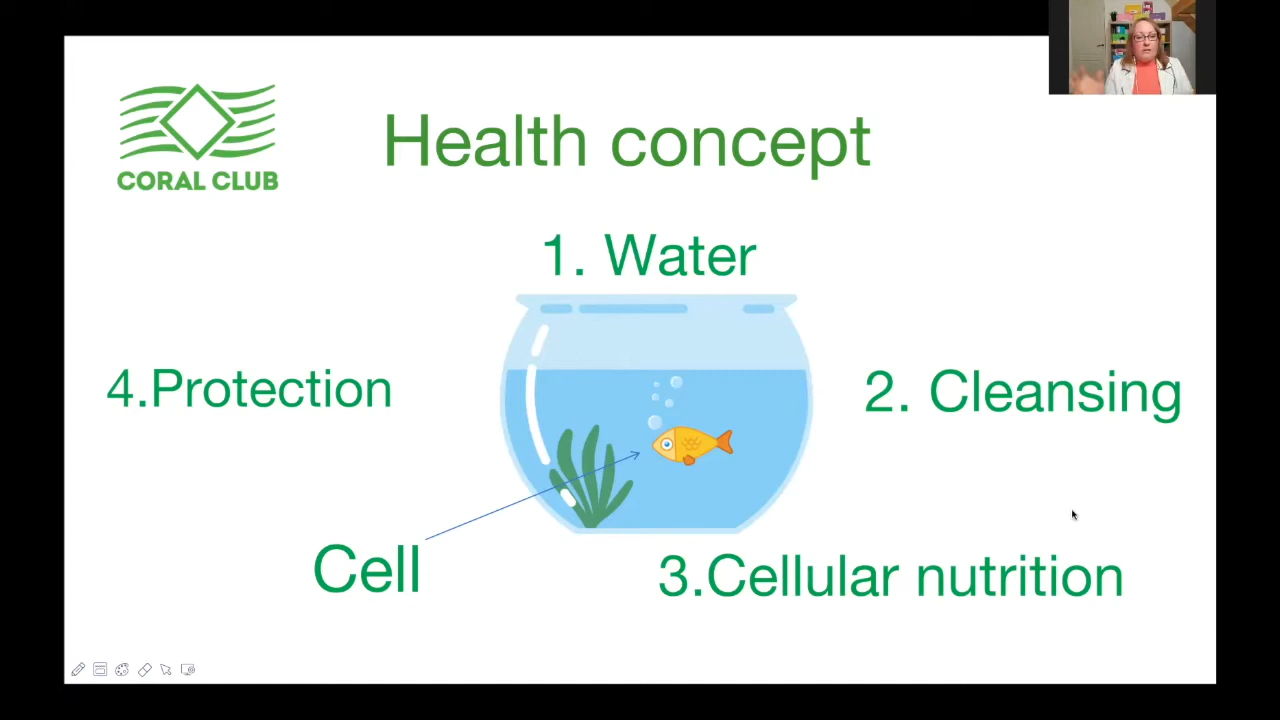 CORAL CLUB
Health concept
1. Water
4.Protection
2. Cleansing
Cell
3.Cellular nutrition